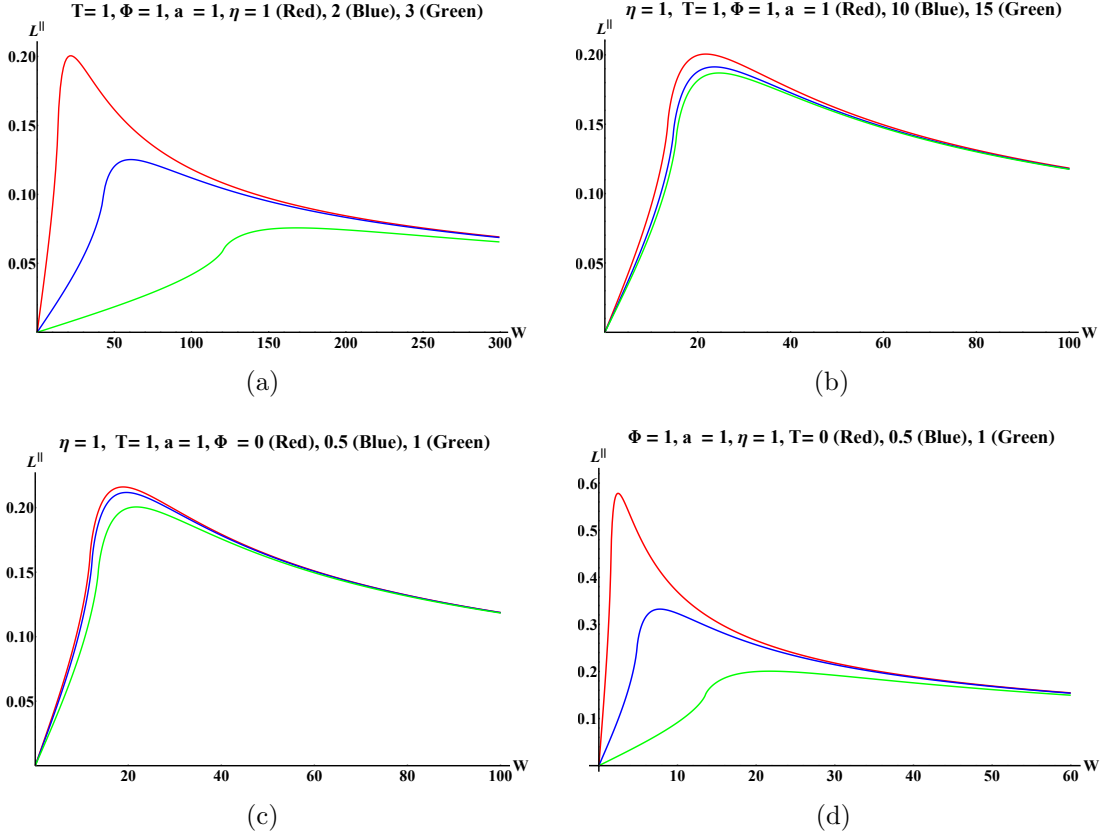 T= 1, Φ= 1, a = 1, η = 1 (Red), 2 (Blue), 3 (Green)
L||
0.20
0.15
0.10
0.05
50 100 150 200 250 300
W
(a)
η = 1, T= 1, Φ= 1, a = 1 (Red), 10 (Blue), 15 (Green)
L||
0.20
0.15
0.10
0.05
20 40 60 80 100
W
(b)
η = 1, T= 1, a = 1, Φ = 0 (Red), 0.5 (Blue), 1 (Green)
L||
0.20
0.15
0.10
0.05
20 40 60 80 100
W
(c)
Φ = 1, a = 1, η = 1, T= 0 (Red), 0.5 (Blue), 1 (Green)
L||
0.6
0.5
0.4
0.3
0.2
0.1
10 20 30 40 50 60
W
(d)